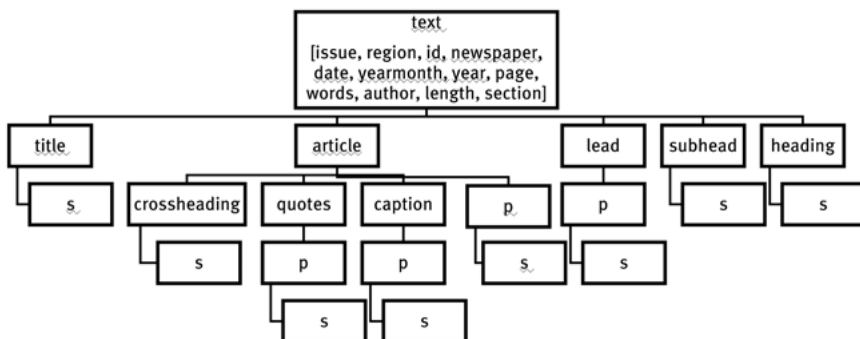 text
[issue, region, id, newspaper,
date, yearmonth, year, page,
words, author, length, section]
title article lead subhead heading
s crossheading quotes caption p p s s
s p p s s
s s